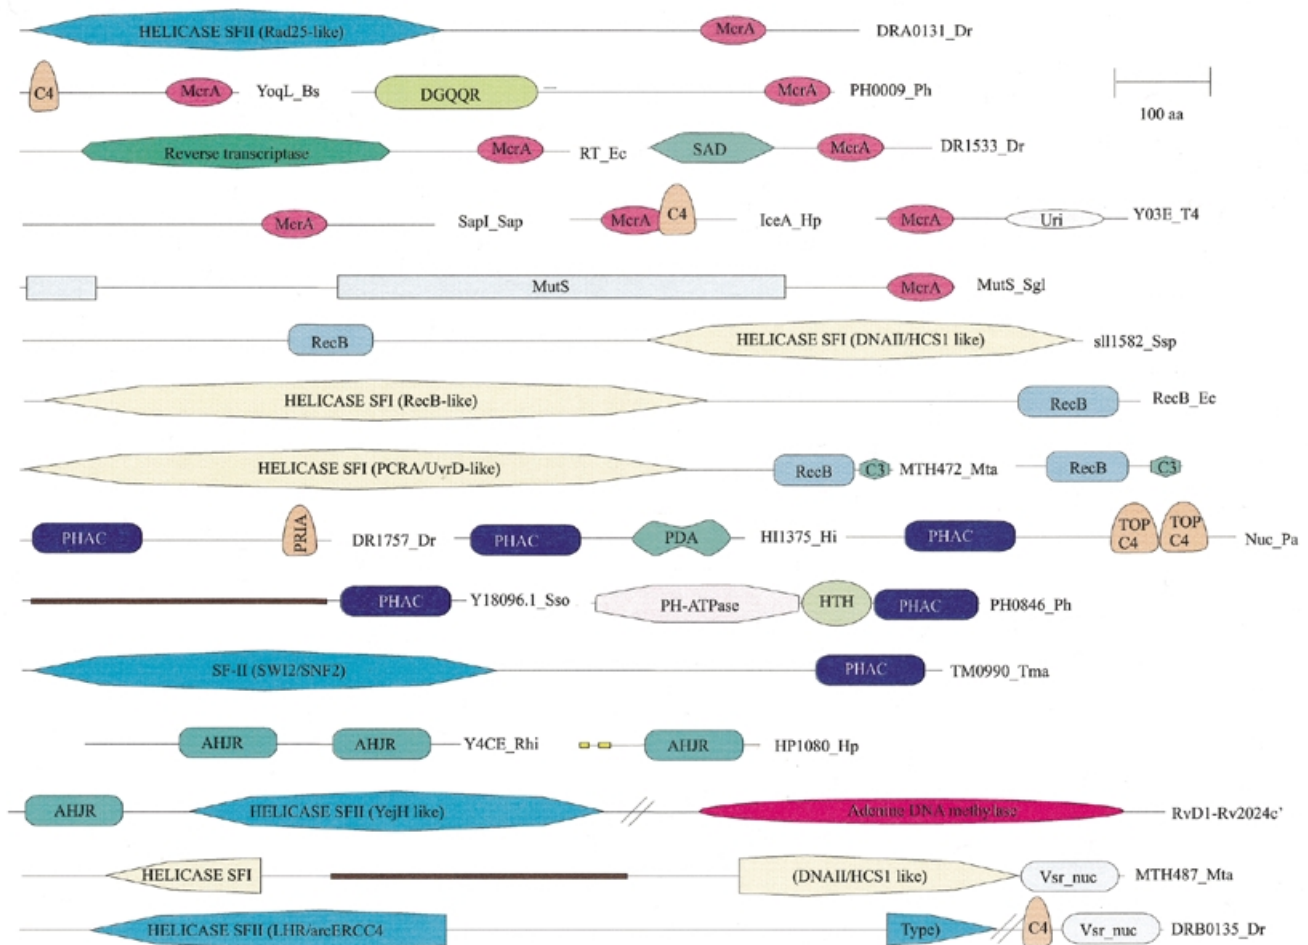 HELICASE SFII (Rad25-like) McrA DRA0131_Dr
C4 McrA YoqL_Bs DGQQR McrA PH0009_Ph
100 aa
Reverse transcriptase McrA RT_Ec SAD McrA DR1533_Dr
McrA SapI_Sap McrA C4 IceA_Hp McrA Uri Y03E_T4
MutS McrA MutS_Sgl
RecB HELICASE SFI (DNAII/HCS1 like) sll1582_Ssp
HELICASE SFI (RecB-like) RecB RecB_Ec
HELICASE SFI (PCRA/UvrD-like) RecB C3 MTH472_Mta RecB C3
PHAC PRIA DR1757_Dr PHAC PDA HI1375_Hi PHAC TOP C4 TOP C4 Nuc_Pa
PHAC Y18096.1_Sso PH-ATPase HTH PHAC PH0846_Ph
SF-II (SWI2/SNF2) PHAC TM0990_Tma
AHJR AHJR Y4CE_Rhi AHJR HP1080_Hp
AHJR HELICASE SFII (YejH like) // Adenine DNA methylase RvD1-Rv2024c'
HELICASE SFI (DNAII/HCS1 like) Vsr_nuc MTH487_Mta
HELICASE SFII (LHR/arcERCC4 Type) // C4 Vsr_nuc DRB0135_Dr